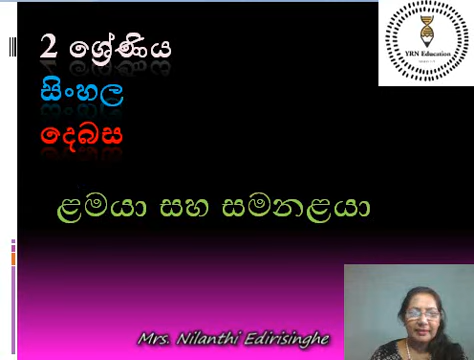 2 ශ්‍රේණිය
YRN Education
සිංහල
දෙබස
ළමයා සහ සමනළයා
Mrs. Nilanthi Edirisinghe